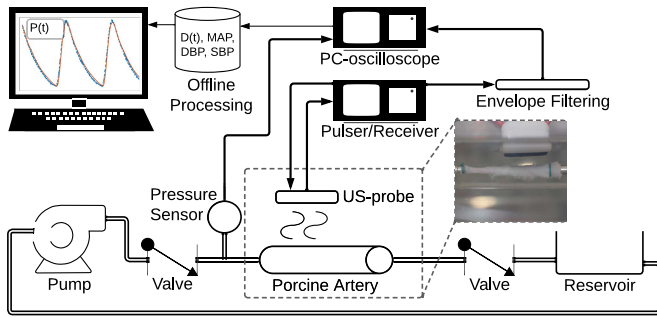 P(t)
D(t), MAP,
DBP, SBP
Offline
Processing
PC-oscilloscope
Pulser/Receiver
Envelope Filtering
Pressure
Sensor
US-probe
Pump
Valve
Porcine Artery
Valve
Reservoir